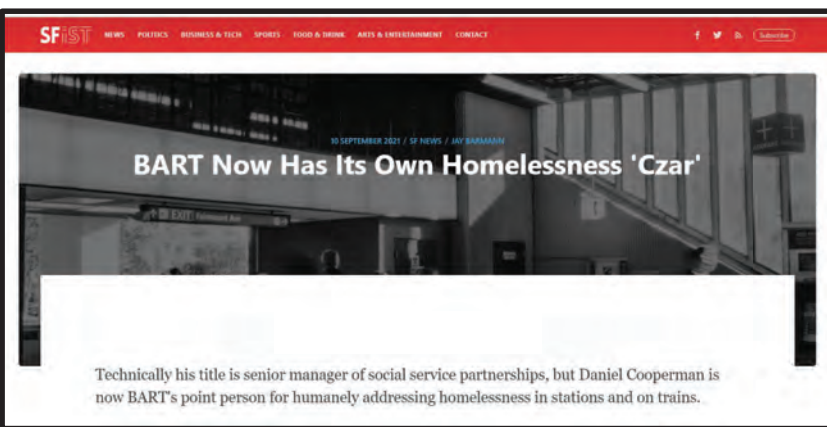 SFiST NEWS POLITICS BUSINESS & TECH SPORTS FOOD & DRINK ARTS & ENTERTAINMENT CONTACT Subscribe
10 SEPTEMBER 2021 / SF NEWS / JAY BARMANN
BART Now Has Its Own Homelessness 'Czar'
EXIT Fairmount Ave
Technically his title is senior manager of social service partnerships, but Daniel Cooperman is
now BART's point person for humanely addressing homelessness in stations and on trains.